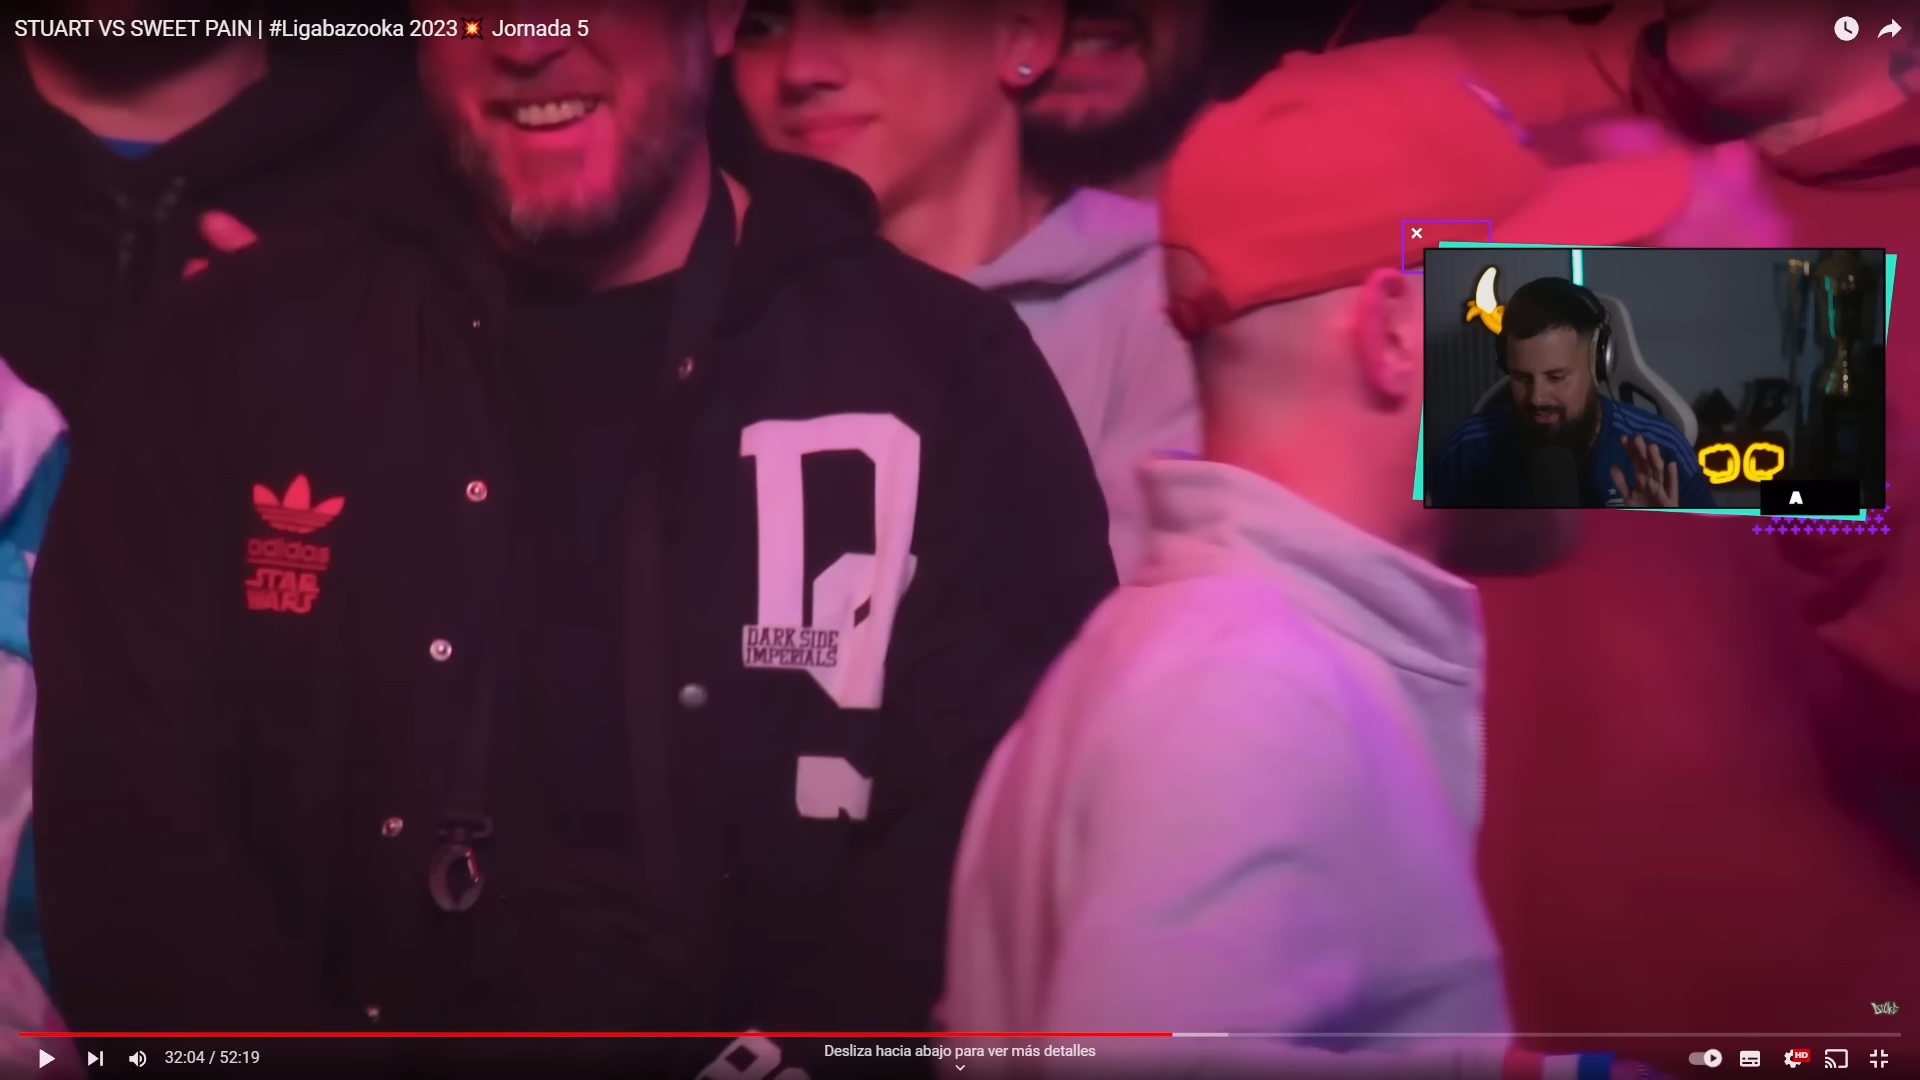 STUART VS SWEET PAIN | #Ligabazooka 2023💥 Jornada 5
adidas
STAR
WARS
DARK SIDE
IMPERIALS
A
32:04 / 52:19
Desliza hacia abajo para ver más detalles
HD